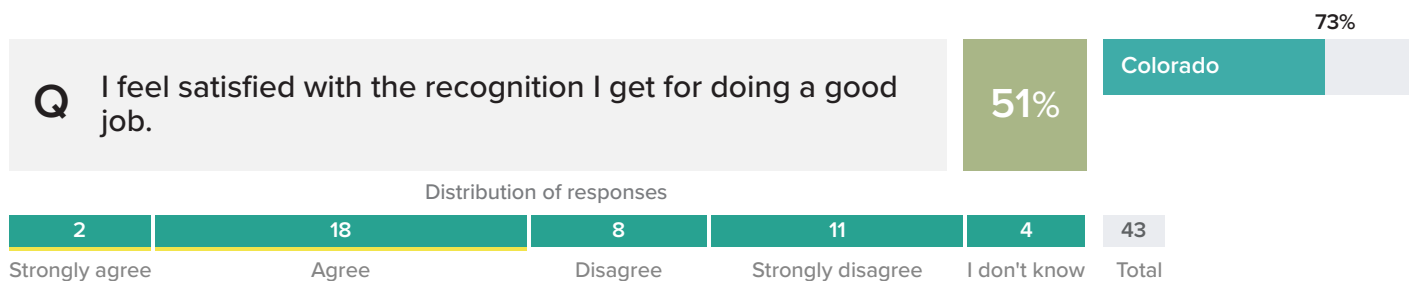 73%
Q I feel satisfied with the recognition I get for doing a good
job.
51%
Colorado
Distribution of responses
2 18 8 11 4 43
Strongly agree Agree Disagree Strongly disagree I don't know Total